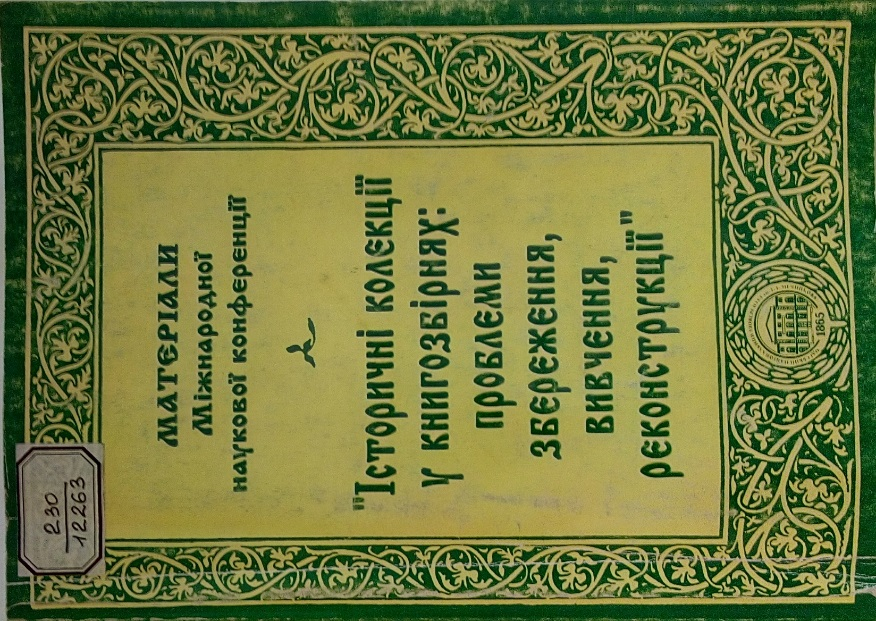 230
12263
МАТЕРІАЛИ
Міжнародної
наукової конференції
"Історичні колекції
у книгозбірнях:
проблеми
збереження,
вивчення,
реконструкції"
1865